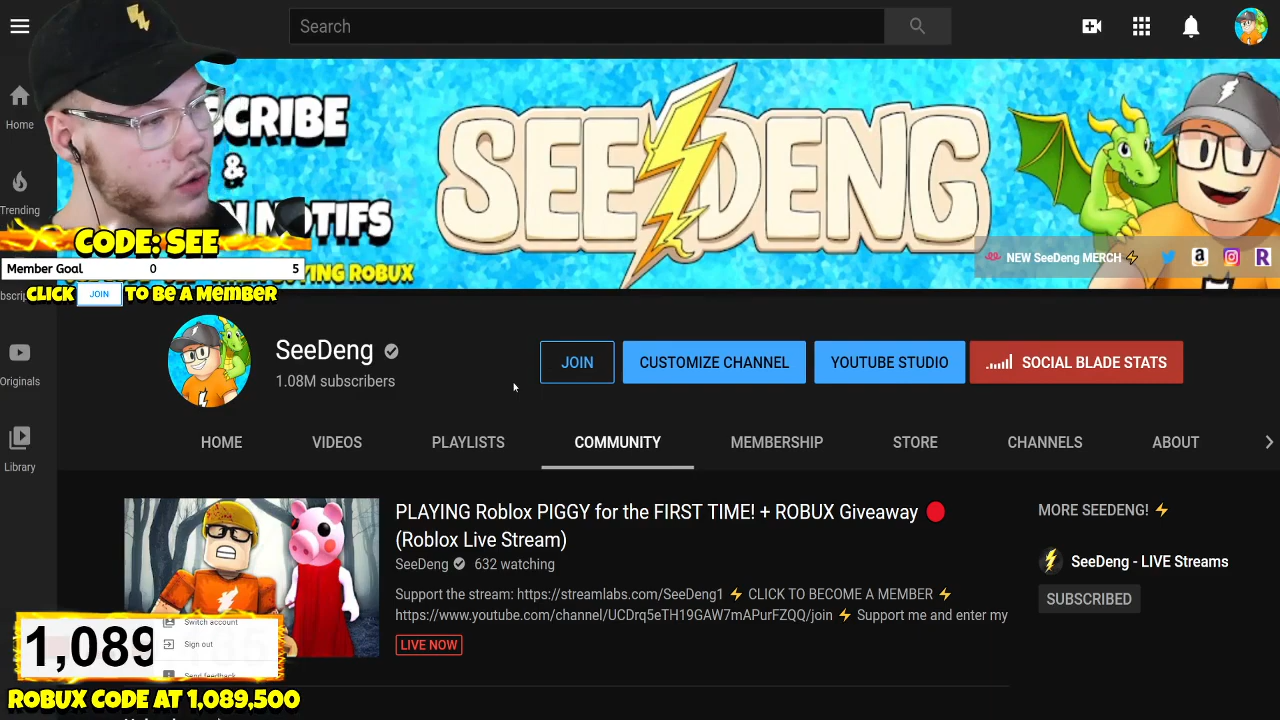 Search
Home
Trending
SCRIBE
&
N NOTIFS
YING ROBUX
SEEDENG
NEW SeeDeng MERCH ⚡
CODE: SEE
Member Goal 0 5
CLICK JOIN TO BE A MEMBER
Originals
Library
SeeDeng
1.08M subscribers
JOIN
CUSTOMIZE CHANNEL
YOUTUBE STUDIO
SOCIAL BLADE STATS
HOME VIDEOS PLAYLISTS COMMUNITY MEMBERSHIP STORE CHANNELS ABOUT
PLAYING Roblox PIGGY for the FIRST TIME! + ROBUX Giveaway 🔴
(Roblox Live Stream)
SeeDeng 632 watching
Support the stream: https://streamlabs.com/SeeDeng1 ⚡ CLICK TO BECOME A MEMBER ⚡
https://www.youtube.com/channel/UCDrq5eTH19GAW7mAPurFZQQ/join ⚡ Support me and enter my
LIVE NOW
MORE SEEDENG! ⚡
SeeDeng - LIVE Streams
SUBSCRIBED
Switch account
Sign out
Send feedback
1,089
ROBUX CODE AT 1,089,500